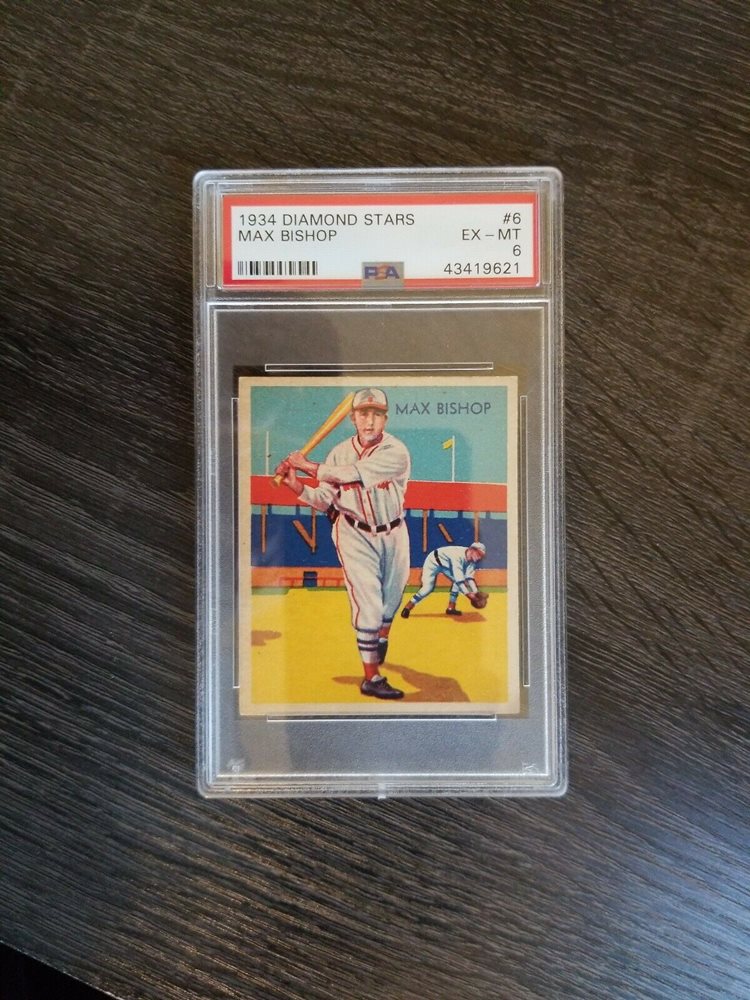 1934 DIAMOND STARS #6
MAX BISHOP EX – MT
6
PSA 43419621
MAX BISHOP